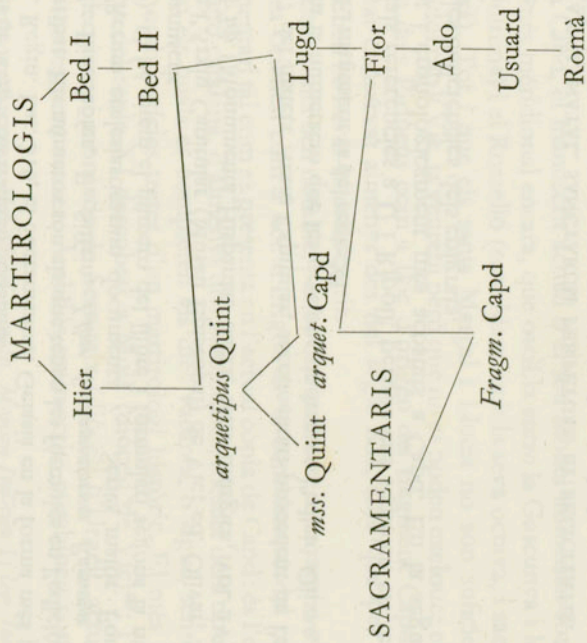 MARTIROLOGIS
Hier
Bed I
Bed II
arquetipus Quint
mss. Quint
arquet. Capd
Lugd
Flor
Ado
Usuard
Romà
SACRAMENTARIS
Fragm. Capd